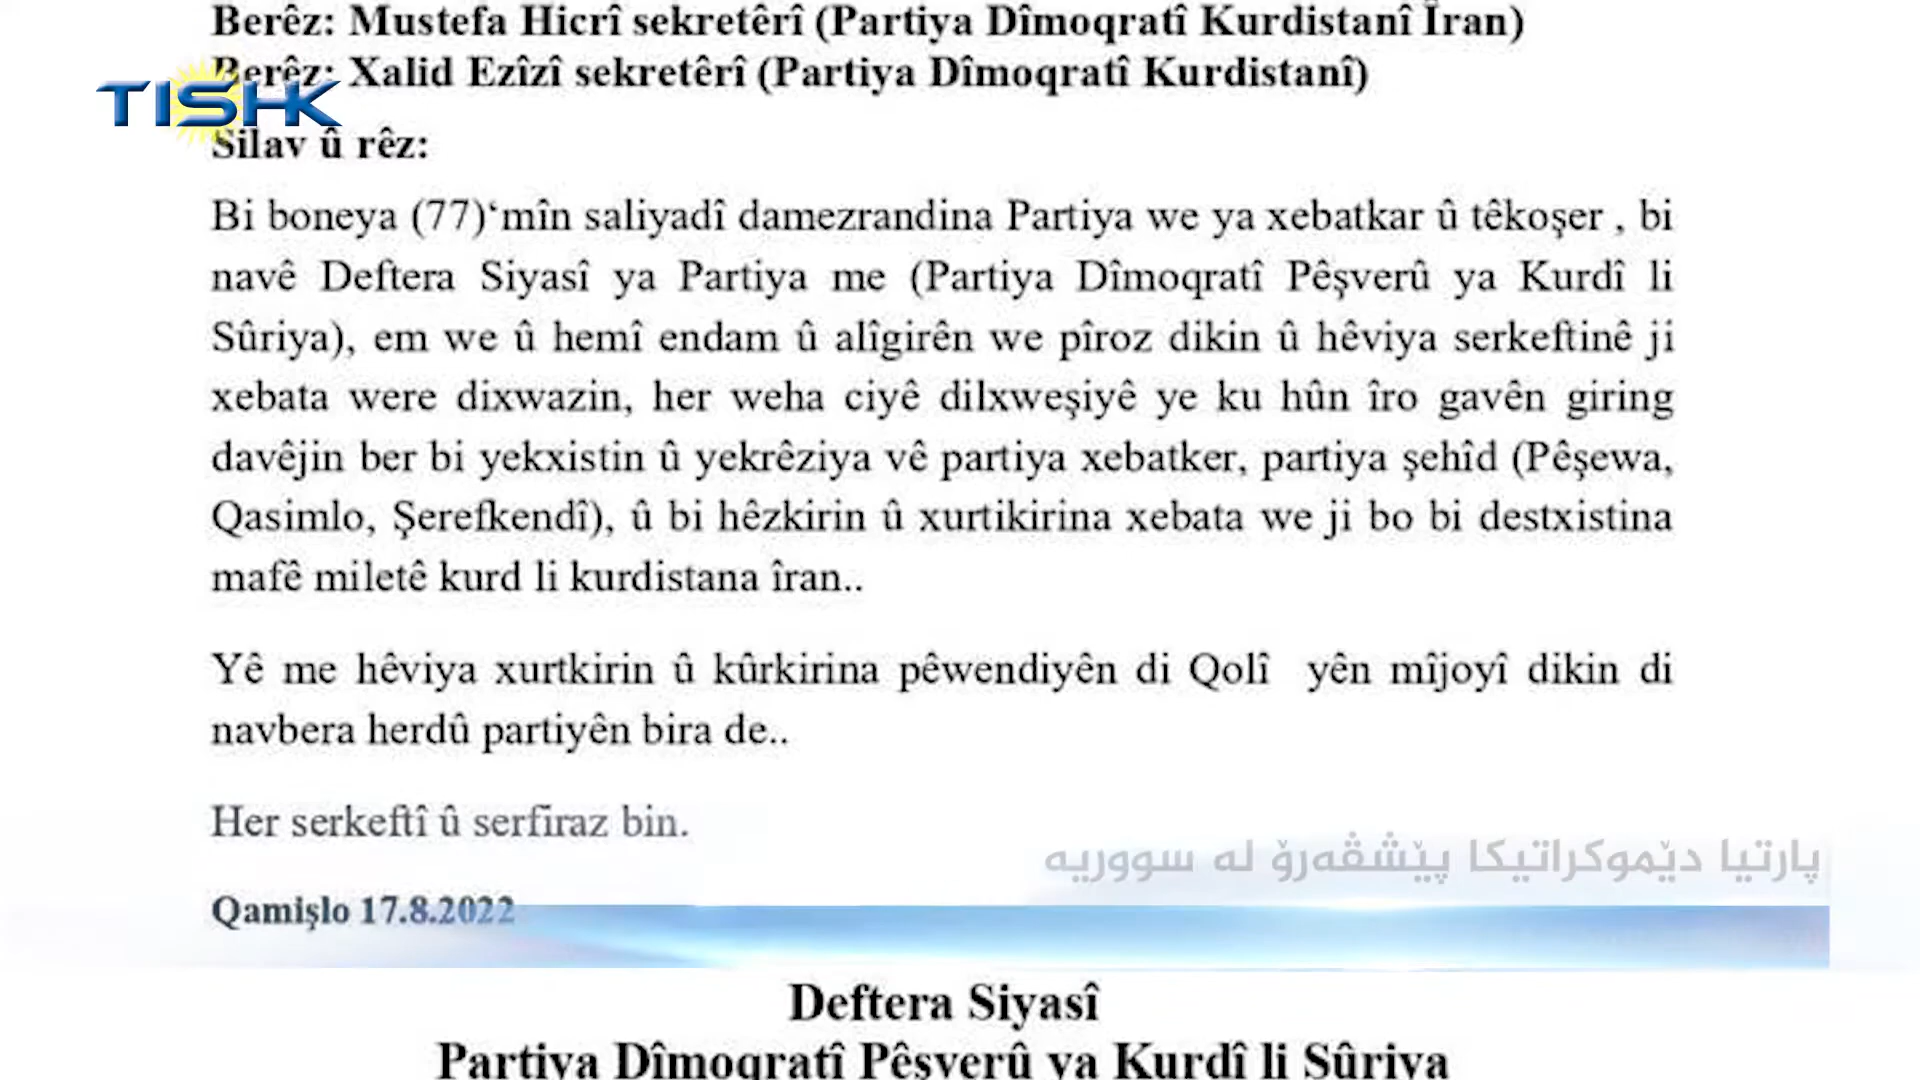 Berêz: Mustefa Hicrî sekretêrî (Partiya Dîmoqratî Kurdistanî Îran)
Berêz: Xalid Ezîzî sekretêrî (Partiya Dîmoqratî Kurdistanî)
TISHK
Silav û rêz:
Bi boneya (77)‘mîn saliyadî damezrandina Partiya we ya xebatkar û têkoşer , bi
navê Deftera Siyasî ya Partiya me (Partiya Dîmoqratî Pêşverû ya Kurdî li
Sûriya), em we û hemî endam û alîgirên we pîroz dikin û hêviya serkeftinê ji
xebata were dixwazin, her weha ciyê dilxweşiyê ye ku hûn îro gavên giring
davêjin ber bi yekxistin û yekrêziya vê partiya xebatker, partiya şehîd (Pêşewa,
Qasimlo, Şerefkendî), û bi hêzkirin û xurtikirina xebata we ji bo bi destxistina
mafê miletê kurd li kurdistana îran..
Yê me hêviya xurtkirin û kûrkirina pêwendiyên di Qolî yên mîjoyî dikin di
navbera herdû partiyên bira de..
Her serkeftî û serfiraz bin.
پارتیا دێموکراتیکا پێشڤەرۆ لە سووریە
Qamişlo 17.8.2022
Deftera Siyasî
Partiya Dîmoqratî Pêşverû ya Kurdî li Sûriya